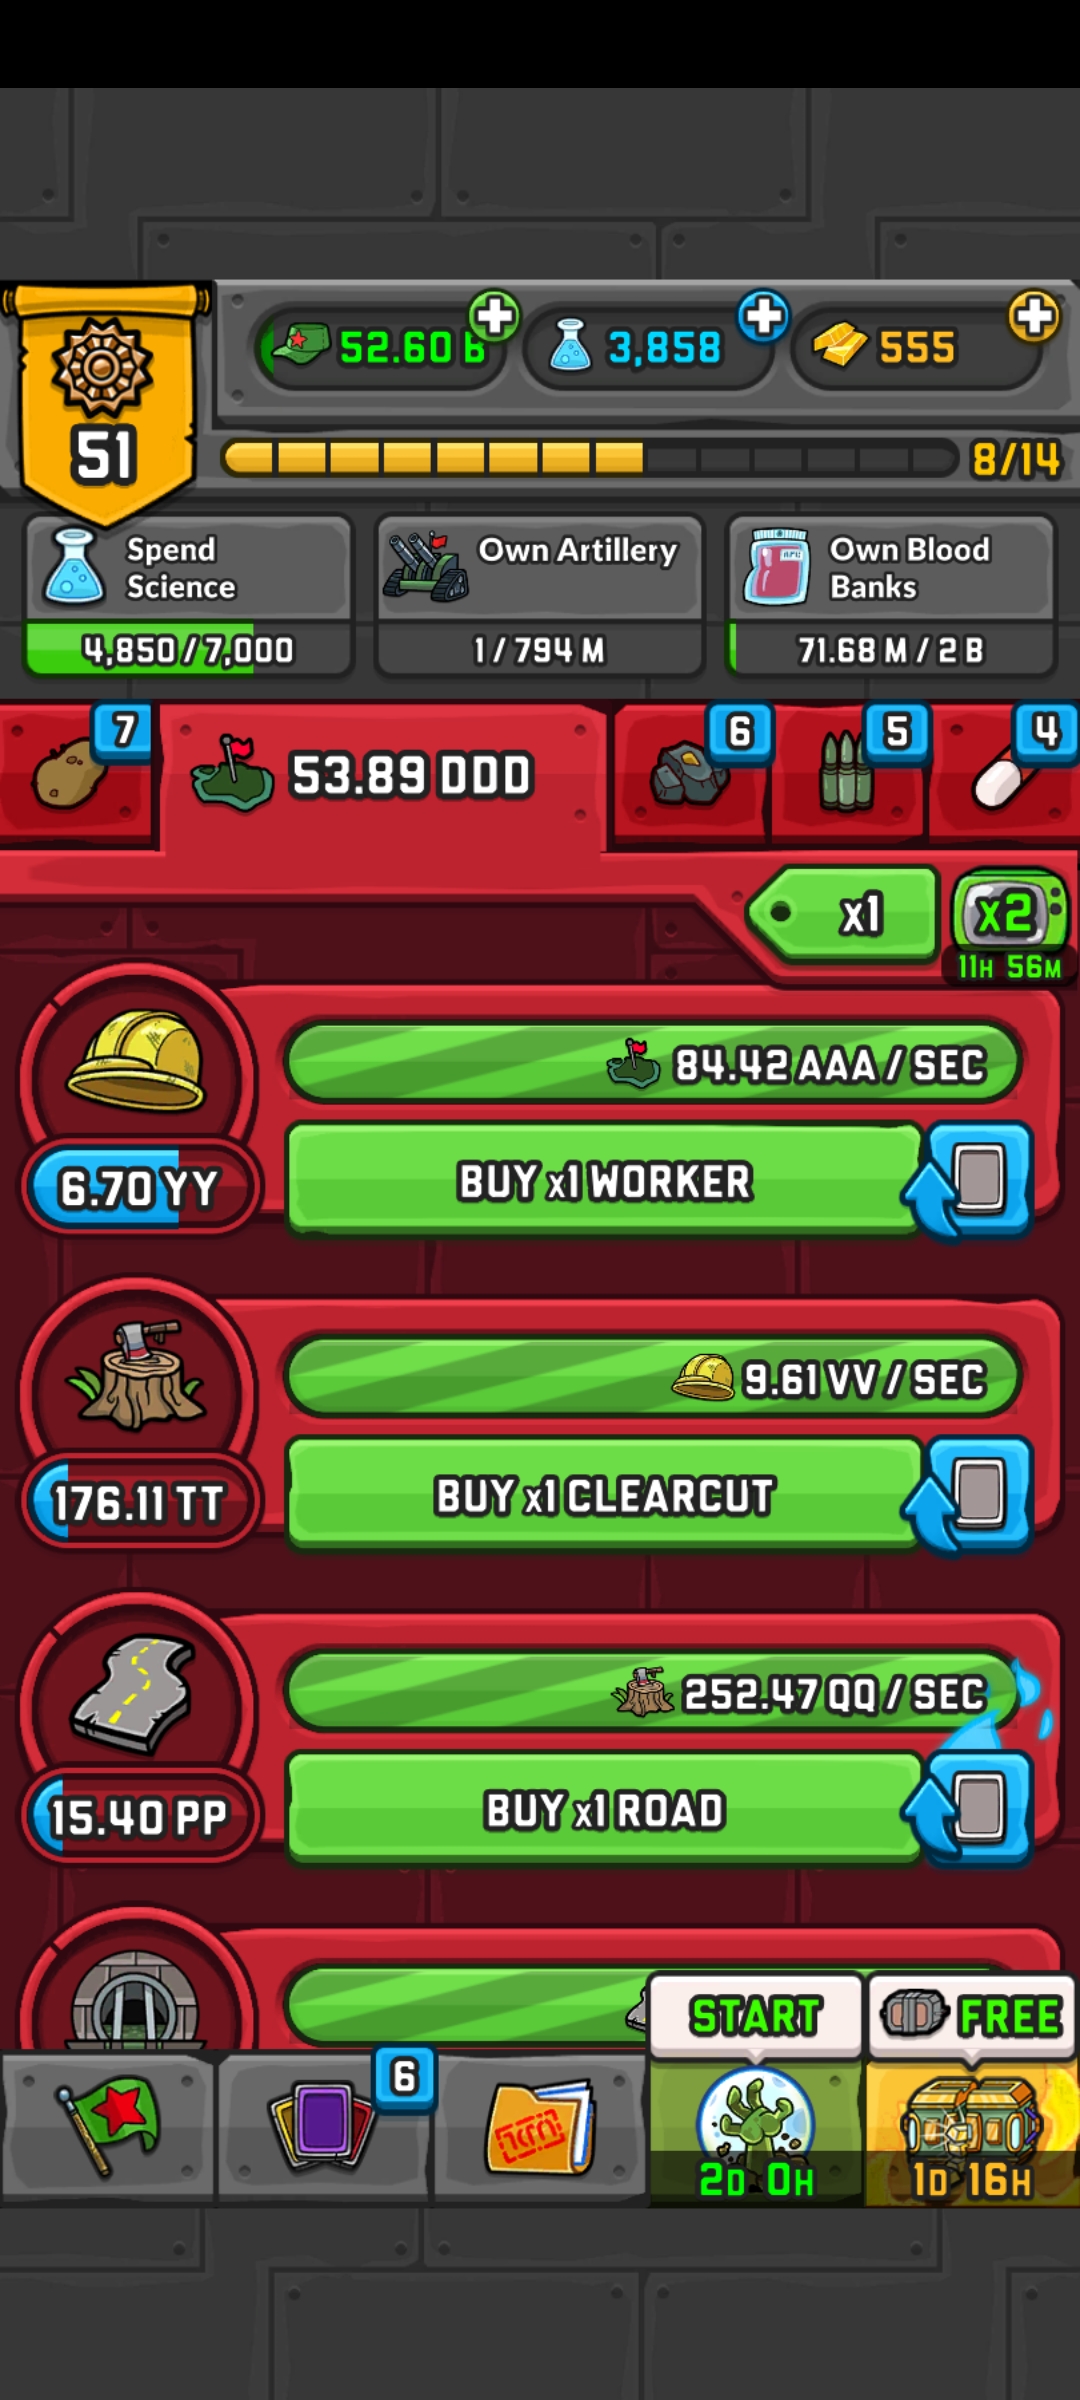 52.60 B
3,858
555
51
8/14
Spend
Science
4,850/7,000
Own Artillery
1/794 M
Own Blood
Banks
71.68 M/2 B
7
53.89 DDD
6
5
4
x1
x2
11H 56M
84.42 AAA/SEC
6.70 YY
BUY x1 WORKER
9.61 VV/SEC
176.11 TT
BUY x1 CLEARCUT
252.47 QQ/SEC
15.40 PP
BUY x1 ROAD
START
FREE
6
2D 0H
1D 16H